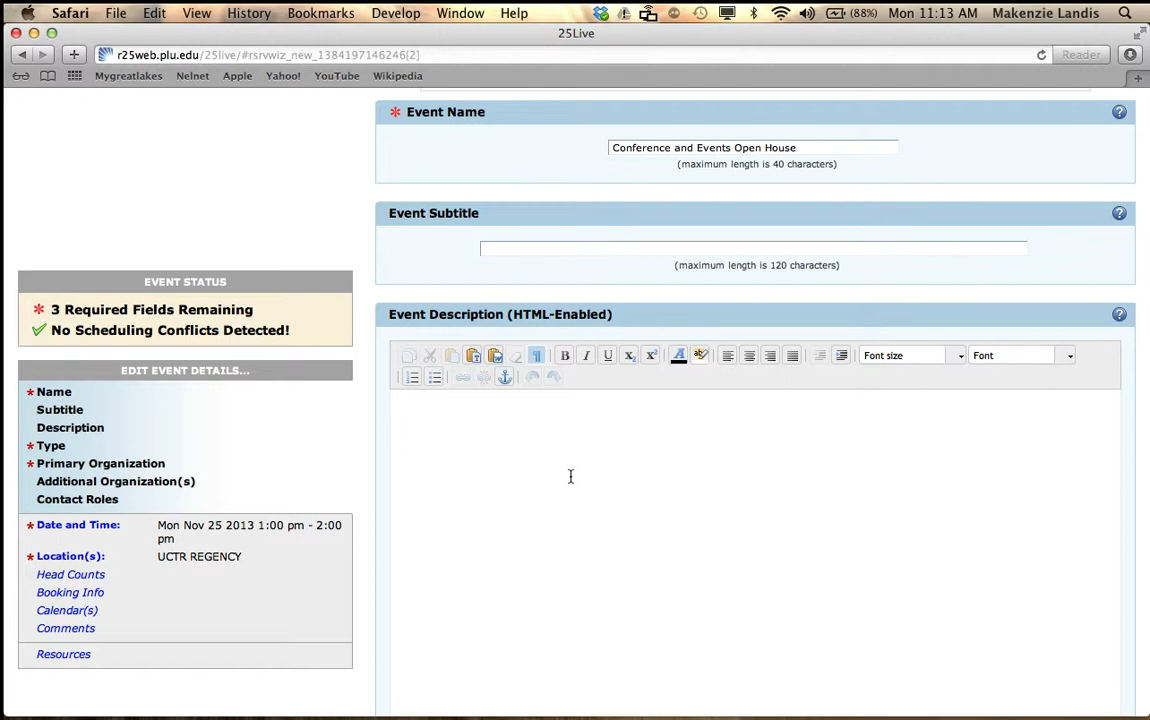 Safari File Edit View History Bookmarks Develop Window Help (88%) Mon 11:13 AM Makenzie Landis
25Live
r25web.plu.edu/25live/#rsrvwiz_new_1384197146246[2] Reader
Mygreatlakes Nelnet Apple Yahoo! YouTube Wikipedia
* Event Name
Conference and Events Open House
(maximum length is 40 characters)
Event Subtitle
(maximum length is 120 characters)
EVENT STATUS
* 3 Required Fields Remaining
No Scheduling Conflicts Detected!
EDIT EVENT DETAILS...
* Name
Subtitle
Description
* Type
* Primary Organization
Additional Organization(s)
Contact Roles
* Date and Time: Mon Nov 25 2013 1:00 pm - 2:00
pm
* Location(s): UCTR REGENCY
Head Counts
Booking Info
Calendar(s)
Comments
Resources
Event Description (HTML-Enabled)
B I U x₂ x² A ab Font size Font